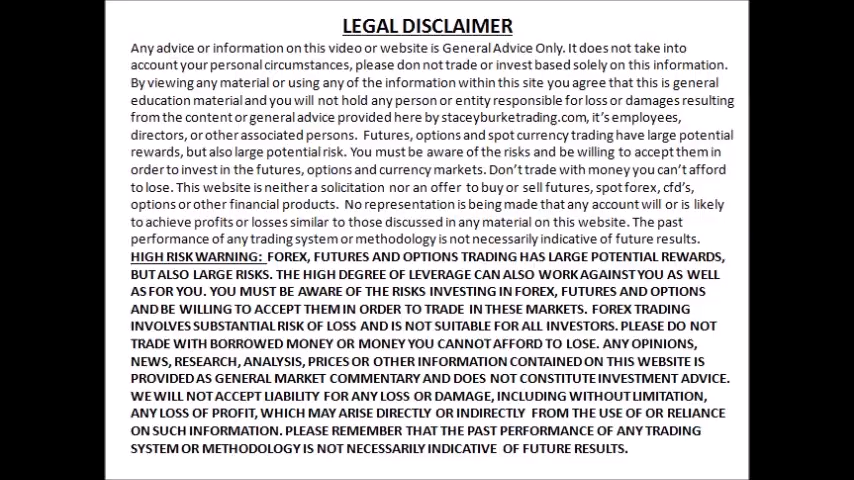 LEGAL DISCLAIMER
Any advice or information on this video or website is General Advice Only. It does not take into
account your personal circumstances, please don not trade or invest based solely on this information.
By viewing any material or using any of the information within this site you agree that this is general
education material and you will not hold any person or entity responsible for loss or damages resulting
from the content or general advice provided here by staceyburketrading.com, it's employees,
directors, or other associated persons. Futures, options and spot currency trading have large potential
rewards, but also large potential risk. You must be aware of the risks and be willing to accept them in
order to invest in the futures, options and currency markets. Don't trade with money you can't afford
to lose. This website is neither a solicitation nor an offer to buy or sell futures, spot forex, cfd's,
options or other financial products. No representation is being made that any account will or is likely
to achieve profits or losses similar to those discussed in any material on this website. The past
performance of any trading system or methodology is not necessarily indicative of future results.
HIGH RISK WARNING: FOREX, FUTURES AND OPTIONS TRADING HAS LARGE POTENTIAL REWARDS,
BUT ALSO LARGE RISKS. THE HIGH DEGREE OF LEVERAGE CAN ALSO WORK AGAINST YOU AS WELL
AS FOR YOU. YOU MUST BE AWARE OF THE RISKS INVESTING IN FOREX, FUTURES AND OPTIONS
AND BE WILLING TO ACCEPT THEM IN ORDER TO TRADE IN THESE MARKETS. FOREX TRADING
INVOLVES SUBSTANTIAL RISK OF LOSS AND IS NOT SUITABLE FOR ALL INVESTORS. PLEASE DO NOT
TRADE WITH BORROWED MONEY OR MONEY YOU CANNOT AFFORD TO LOSE. ANY OPINIONS,
NEWS, RESEARCH, ANALYSIS, PRICES OR OTHER INFORMATION CONTAINED ON THIS WEBSITE IS
PROVIDED AS GENERAL MARKET COMMENTARY AND DOES NOT CONSTITUTE INVESTMENT ADVICE.
WE WILL NOT ACCEPT LIABILITY FOR ANY LOSS OR DAMAGE, INCLUDING WITHOUT LIMITATION,
ANY LOSS OF PROFIT, WHICH MAY ARISE DIRECTLY OR INDIRECTLY FROM THE USE OF OR RELIANCE
ON SUCH INFORMATION. PLEASE REMEMBER THAT THE PAST PERFORMANCE OF ANY TRADING
SYSTEM OR METHODOLOGY IS NOT NECESSARILY INDICATIVE OF FUTURE RESULTS.